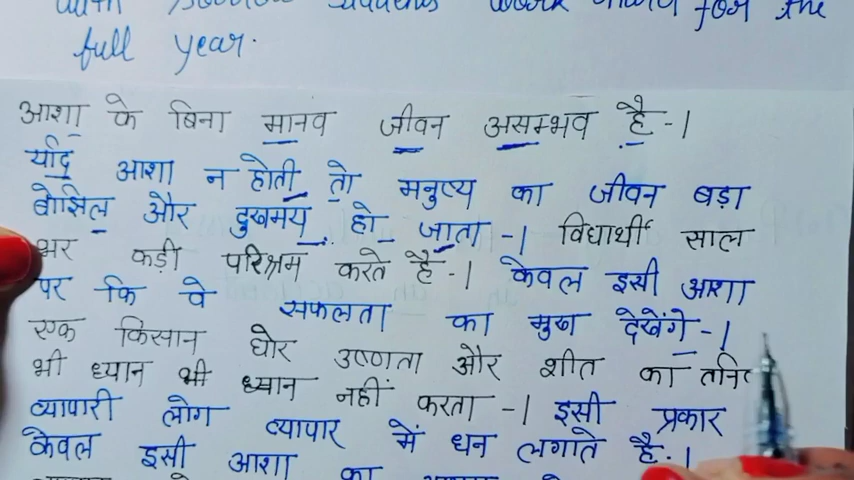 full year.
आशा के बिना मानव जीवन असम्भव है -।
यदि आशा न होती तो मनुष्य का जीवन बड़ा
बोझिल और दुखमय हो जाता -। विद्यार्थी साल
भर कड़ी परिश्रम करते है -। केवल इसी आशा
पर कि वे सफलता का मुख देखेंगे -।
एक किसान घोर उष्णता और शीत का तनिक
भी ध्यान भी ध्यान नहीं करता -। इसी प्रकार
व्यापारी लोग व्यापार में धन लगाते है -।
केवल इसी आशा का